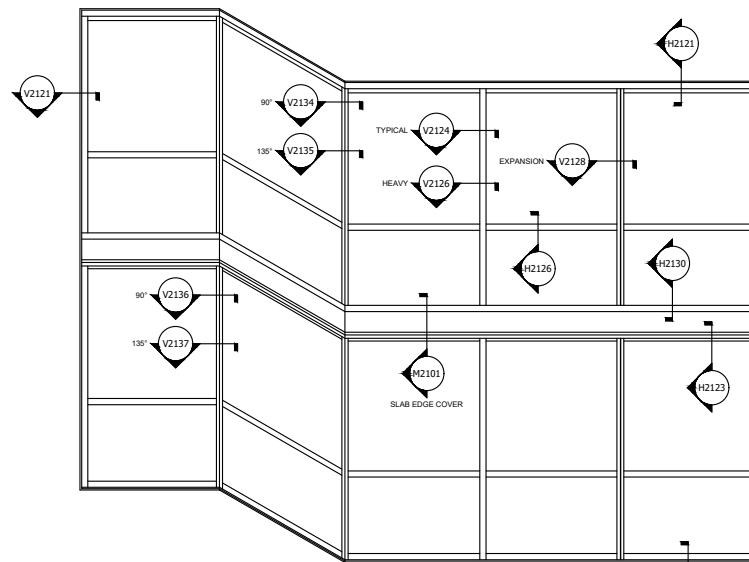 H2121
V2121
90° V2134
TYPICAL V2124
135° V2135
EXPANSION V2128
HEAVY V2126
H2126
H2130
90° V2136
135° V2137
M2101
SLAB EDGE COVER
H2123